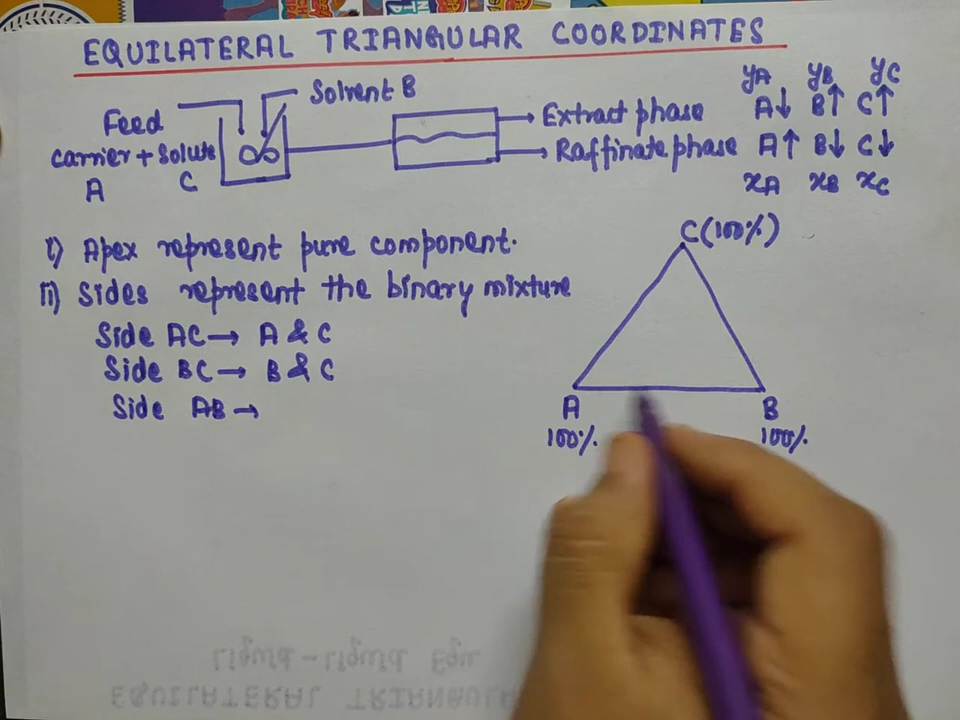 EQUILATERAL TRIANGULAR COORDINATES
Solvent B
Feed
Carrier + Solute
A C
Extract phase
Raffinate phase
yA yB yC
A↓ B↑ C↑
A↑ B↓ C↓
xA xB xC
i) Apex represent pure component.
ii) Sides represent the binary mixture
Side AC → A & C
Side BC → B & C
Side AB →
C (100%)
A B
100% 100%